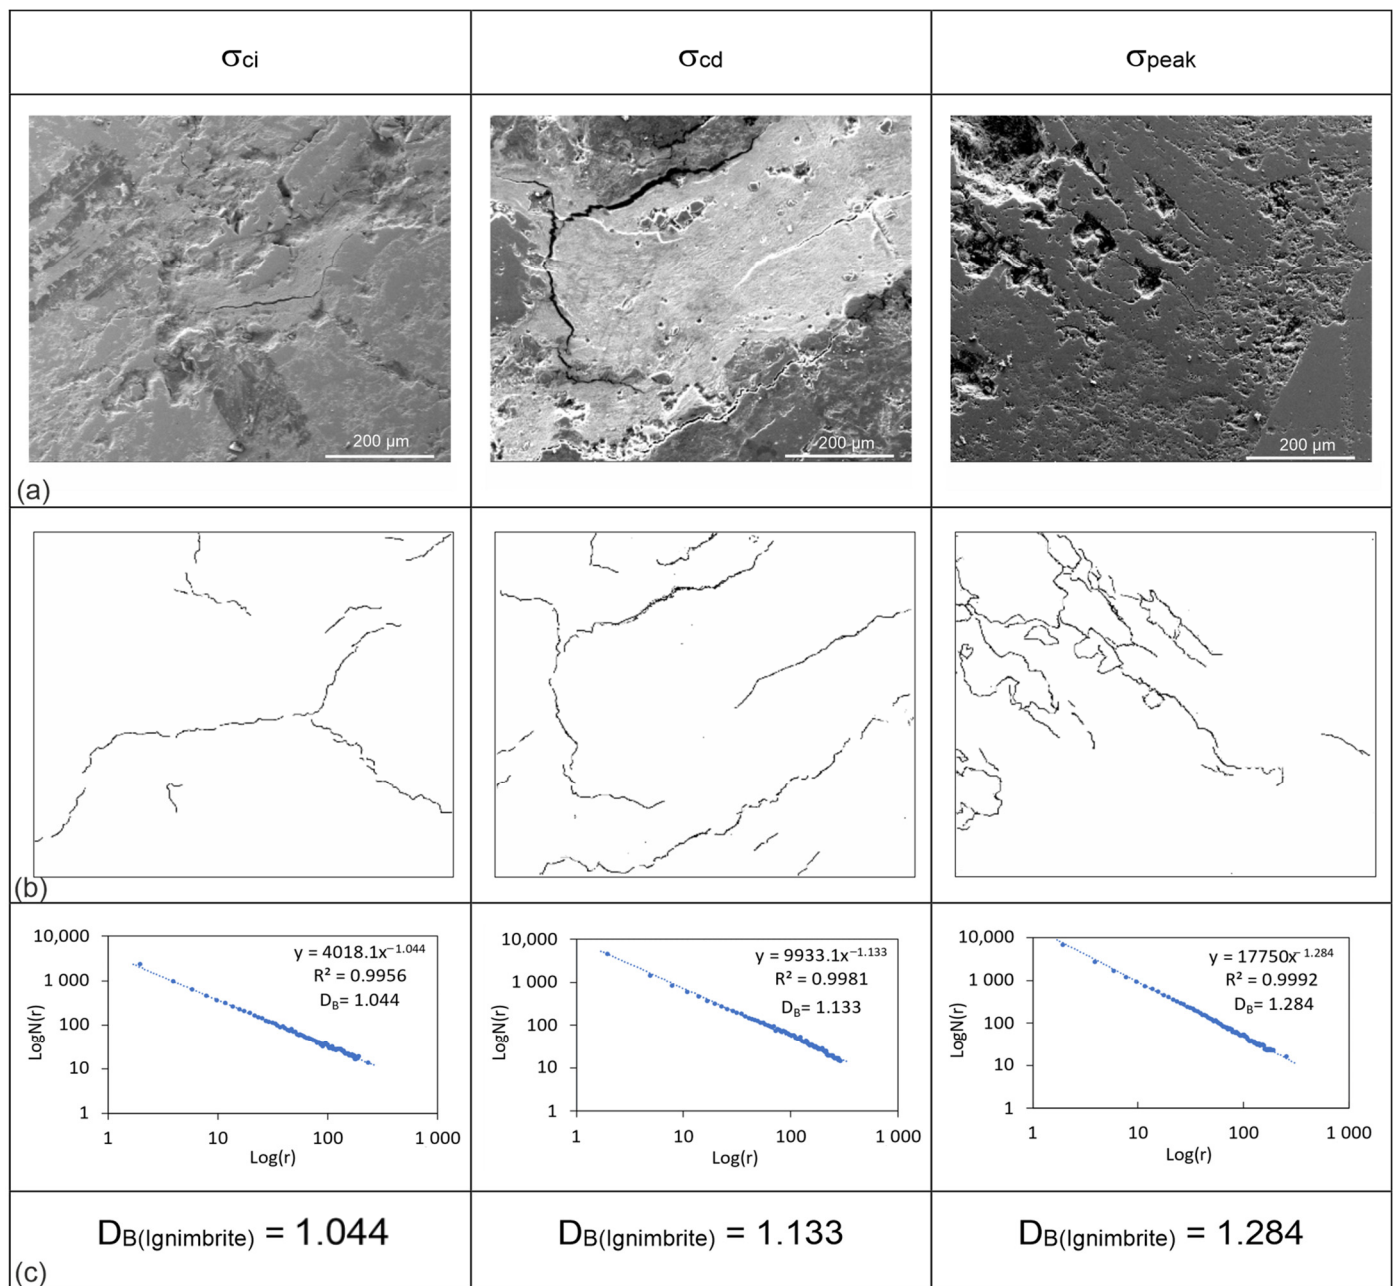 σci
σcd
σpeak
200 µm
200 µm
200 µm
(a)
(b)
10,000
1 000
100
10
1
LogN(r)
y = 4018.1x−1.044
R² = 0.9956
DB= 1.044
1
10
100
1 000
Log(r)
10,000
1 000
100
10
1
LogN(r)
y = 9933.1x−1.133
R² = 0.9981
DB= 1.133
1
10
100
1 000
Log(r)
10,000
1 000
100
10
1
LogN(r)
y = 17750x-1.284
R² = 0.9992
DB= 1.284
1
10
100
1 000
Log(r)
DB(Ignimbrite) = 1.044
DB(Ignimbrite) = 1.133
DB(Ignimbrite) = 1.284
(c)